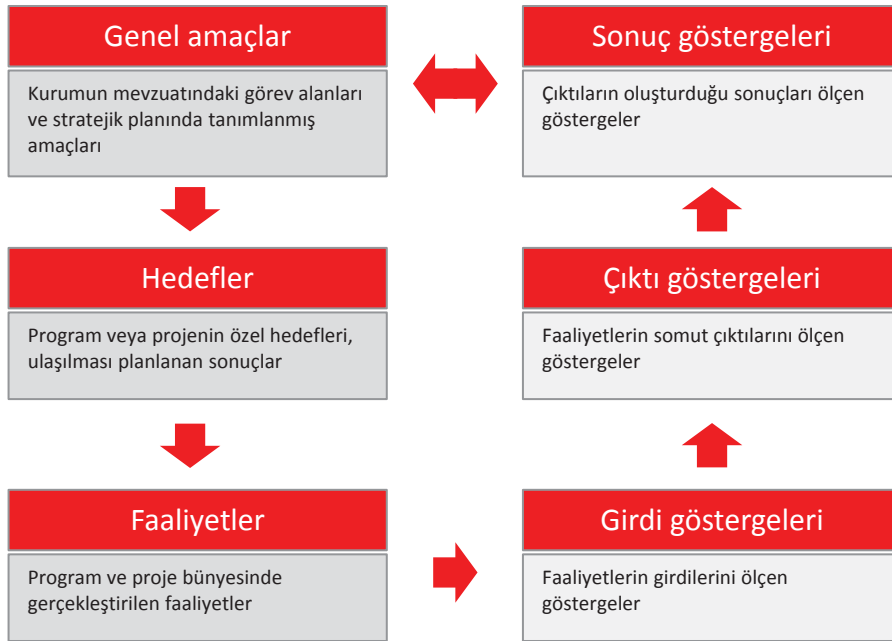 Genel amaçlar
Kurumun mevzuatındaki görev alanları
ve stratejik planında tanımlanmış
amaçları
Sonuç göstergeleri
Çıktıların oluşturduğu sonuçları ölçen
göstergeler
Hedefler
Program veya projenin özel hedefleri,
ulaşılması planlanan sonuçlar
Çıktı göstergeleri
Faaliyetlerin somut çıktılarını ölçen
göstergeler
Faaliyetler
Program ve proje bünyesinde
gerçekleştirilen faaliyetler
Girdi göstergeleri
Faaliyetlerin girdilerini ölçen
göstergeler